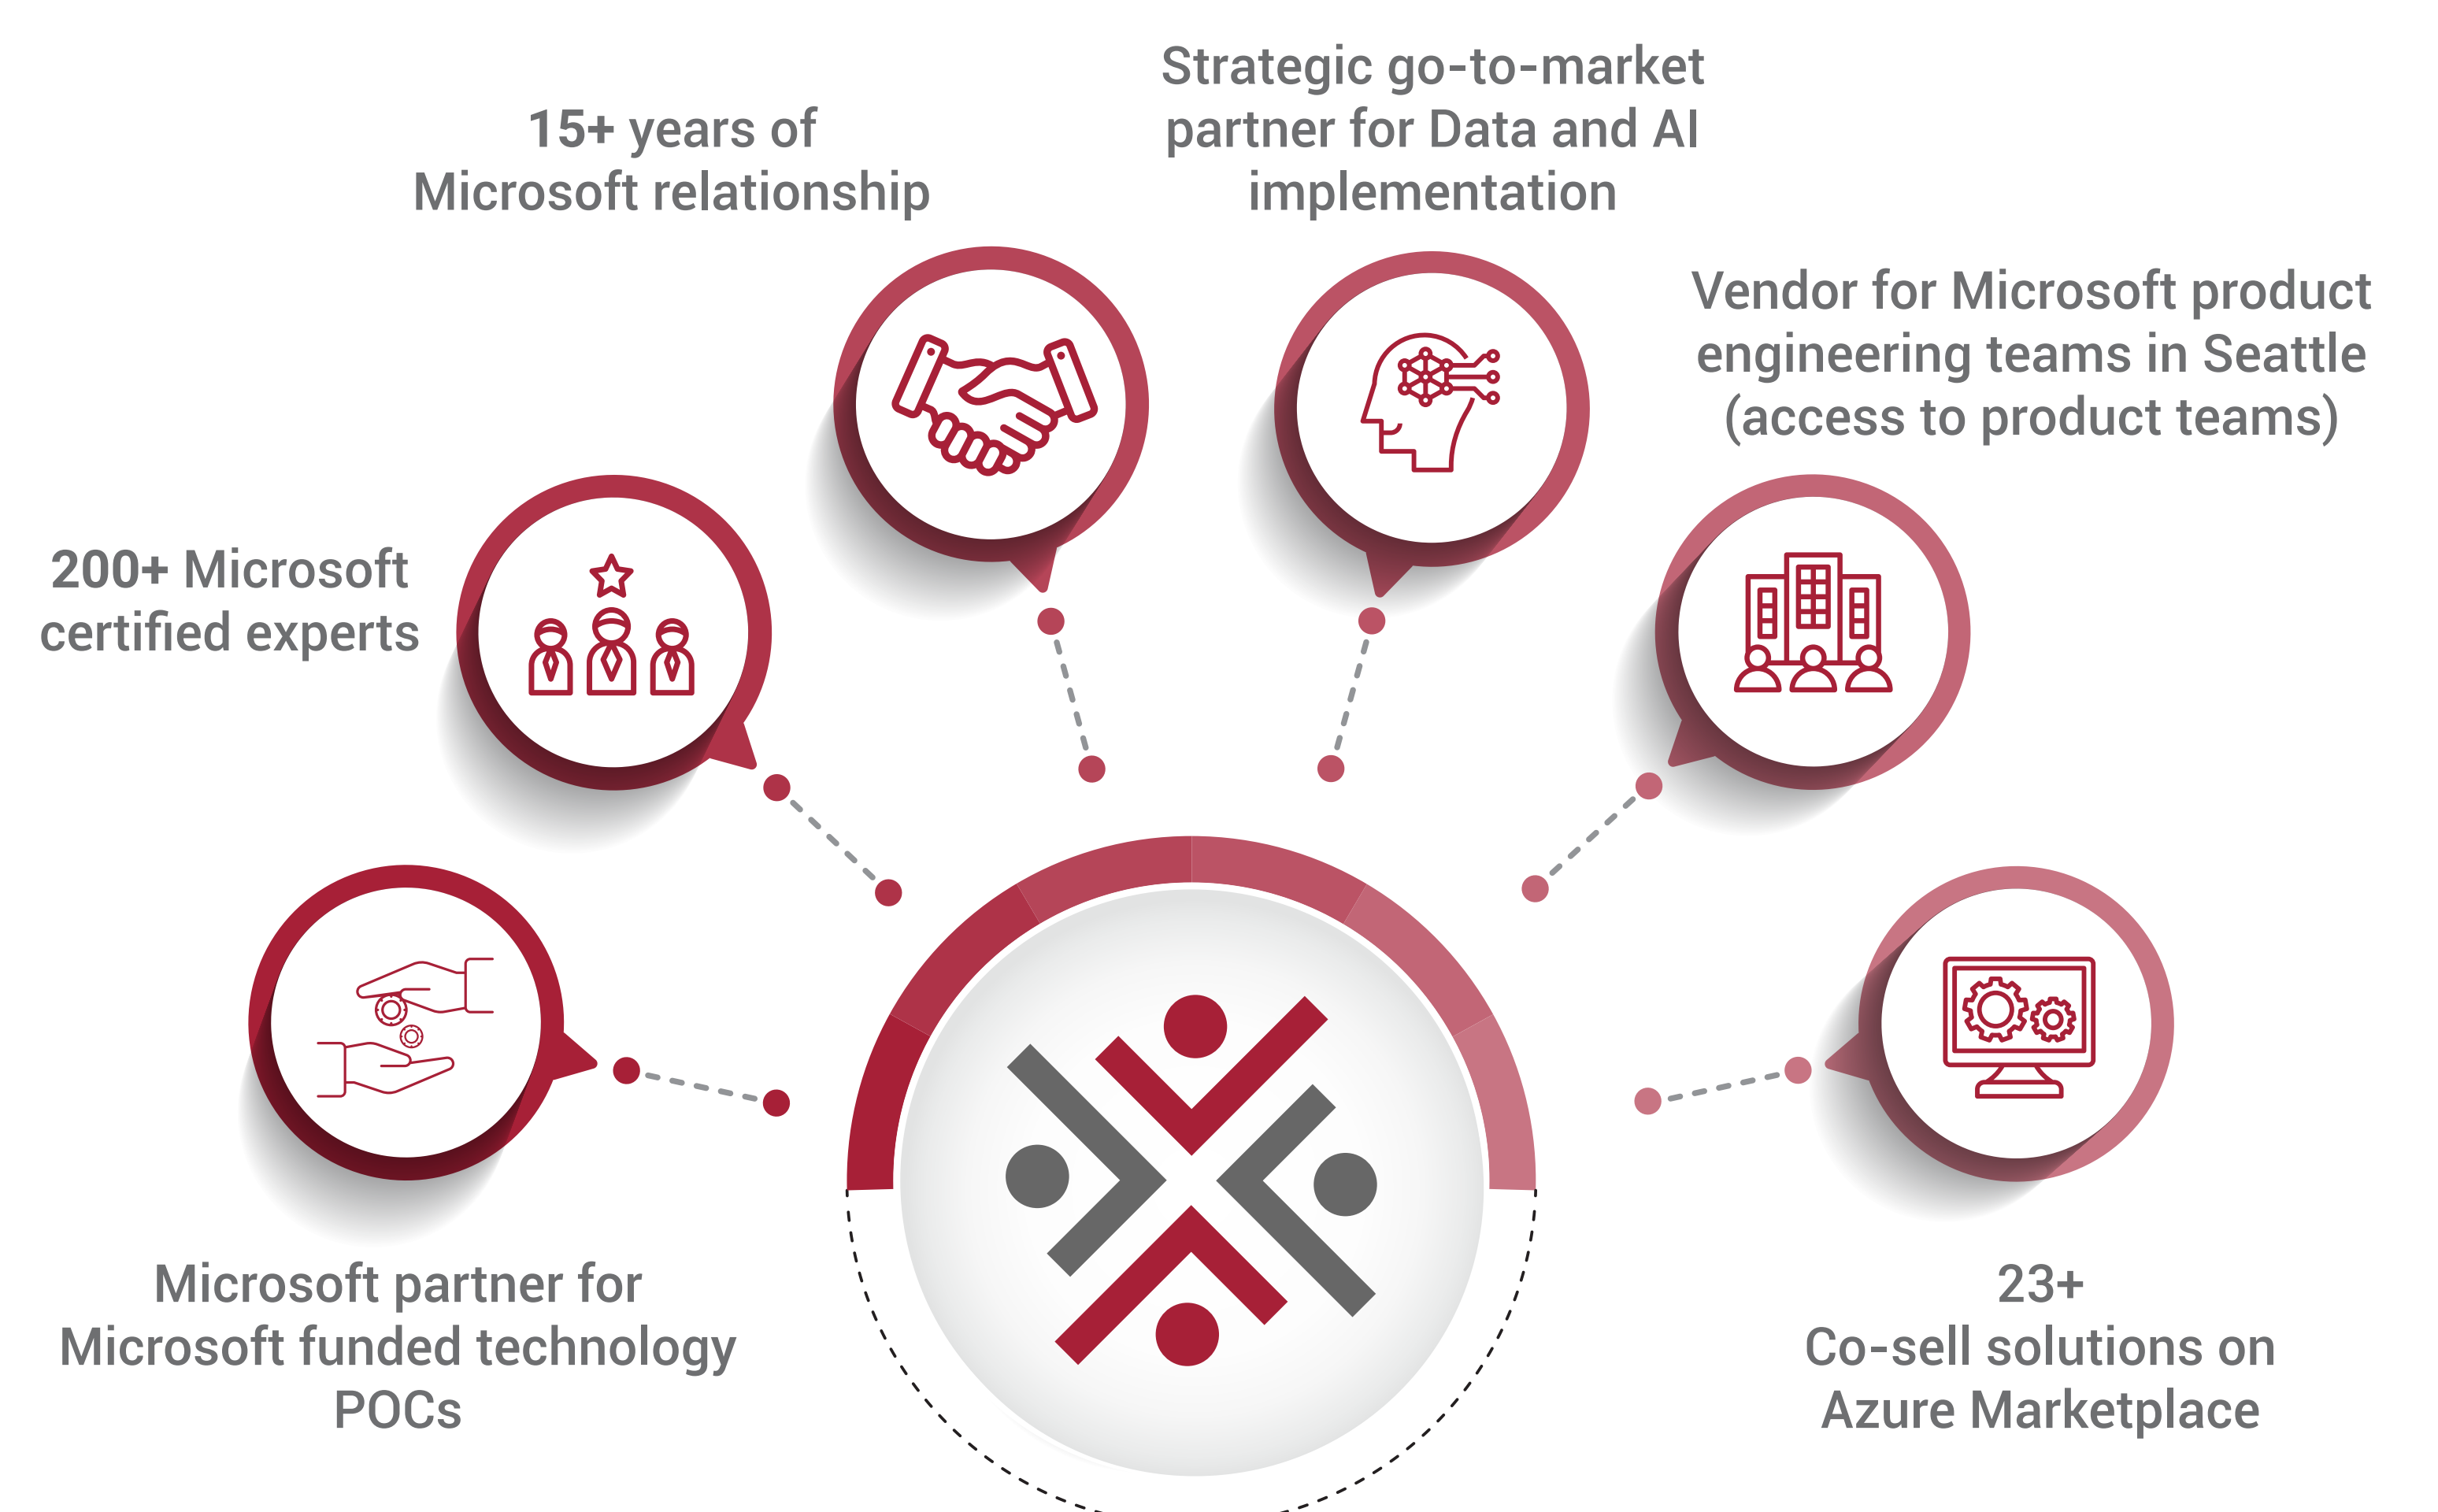 Strategic go-to-market
partner for Data and AI
implementation
15+ years of
Microsoft relationship
Vendor for Microsoft product
engineering teams in Seattle
(access to product teams)
200+ Microsoft
certified experts
Microsoft partner for
Microsoft funded technology
POCs
23+
Co-sell solutions on
Azure Marketplace